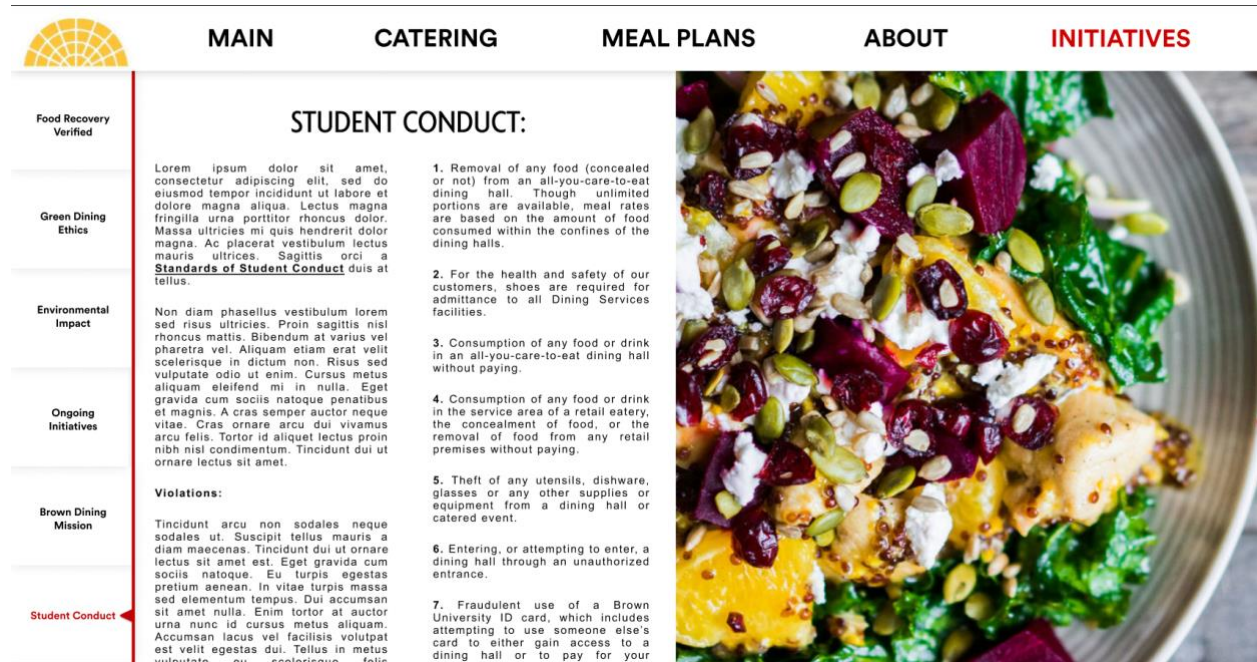 MAIN CATERING MEAL PLANS ABOUT INITIATIVES
Food Recovery
Verified
Green Dining
Ethics
Environmental
Impact
Ongoing
Initiatives
Brown Dining
Mission
Student Conduct
STUDENT CONDUCT:
Lorem ipsum dolor sit amet,
consectetur adipiscing elit, sed do
eiusmod tempor incididunt ut labore et
dolore magna aliqua. Lectus magna
fringilla urna porttitor rhoncus dolor.
Massa ultricies mi quis hendrerit dolor
magna. Ac placerat vestibulum lectus
mauris ultrices. Sagittis orci a
Standards of Student Conduct duis at
tellus.
Non diam phasellus vestibulum lorem
sed risus ultricies. Proin sagittis nisl
rhoncus mattis. Bibendum at varius vel
pharetra vel. Aliquam etiam erat velit
scelerisque in dictum non. Risus sed
vulputate odio ut enim. Cursus metus
aliquam eleifend mi in nulla. Eget
gravida cum sociis natoque penatibus
et magnis. A cras semper auctor neque
vitae. Cras ornare arcu dui vivamus
arcu felis. Tortor id aliquet lectus proin
nibh nisl condimentum. Tincidunt dui ut
ornare lectus sit amet.
Violations:
Tincidunt arcu non sodales neque
sodales ut. Suscipit tellus mauris a
diam maecenas. Tincidunt dui ut ornare
lectus sit amet est. Eget gravida cum
sociis natoque. Eu turpis egestas
pretium aenean. In vitae turpis massa
sed elementum tempus. Dui accumsan
sit amet nulla. Enim tortor at auctor
urna nunc id cursus metus aliquam.
Accumsan lacus vel facilisis volutpat
est velit egestas dui. Tellus in metus
vulputate eu scelerisque felis
1. Removal of any food (concealed
or not) from an all-you-care-to-eat
dining hall. Though unlimited
portions are available, meal rates
are based on the amount of food
consumed within the confines of the
dining halls.
2. For the health and safety of our
customers, shoes are required for
admittance to all Dining Services
facilities.
3. Consumption of any food or drink
in an all-you-care-to-eat dining hall
without paying.
4. Consumption of any food or drink
in the service area of a retail eatery,
the concealment of food, or the
removal of food from any retail
premises without paying.
5. Theft of any utensils, dishware,
glasses or any other supplies or
equipment from a dining hall or
catered event.
6. Entering, or attempting to enter, a
dining hall through an unauthorized
entrance.
7. Fraudulent use of a Brown
University ID card, which includes
attempting to use someone else's
card to either gain access to a
dining hall or to pay for your